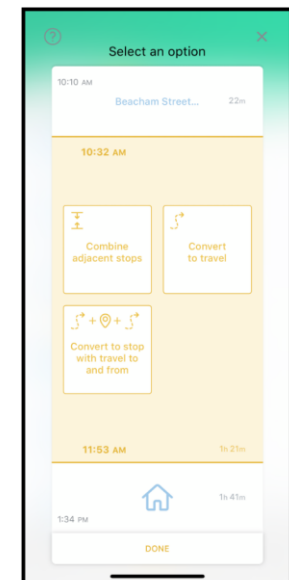 Select an option
10:10 AM
Beacham Street... 22m
10:32 AM
Combine
adjacent stops
Convert
to travel
Convert to stop
with travel to
and from
11:53 AM 1h 21m
1h 41m
1:34 PM
DONE